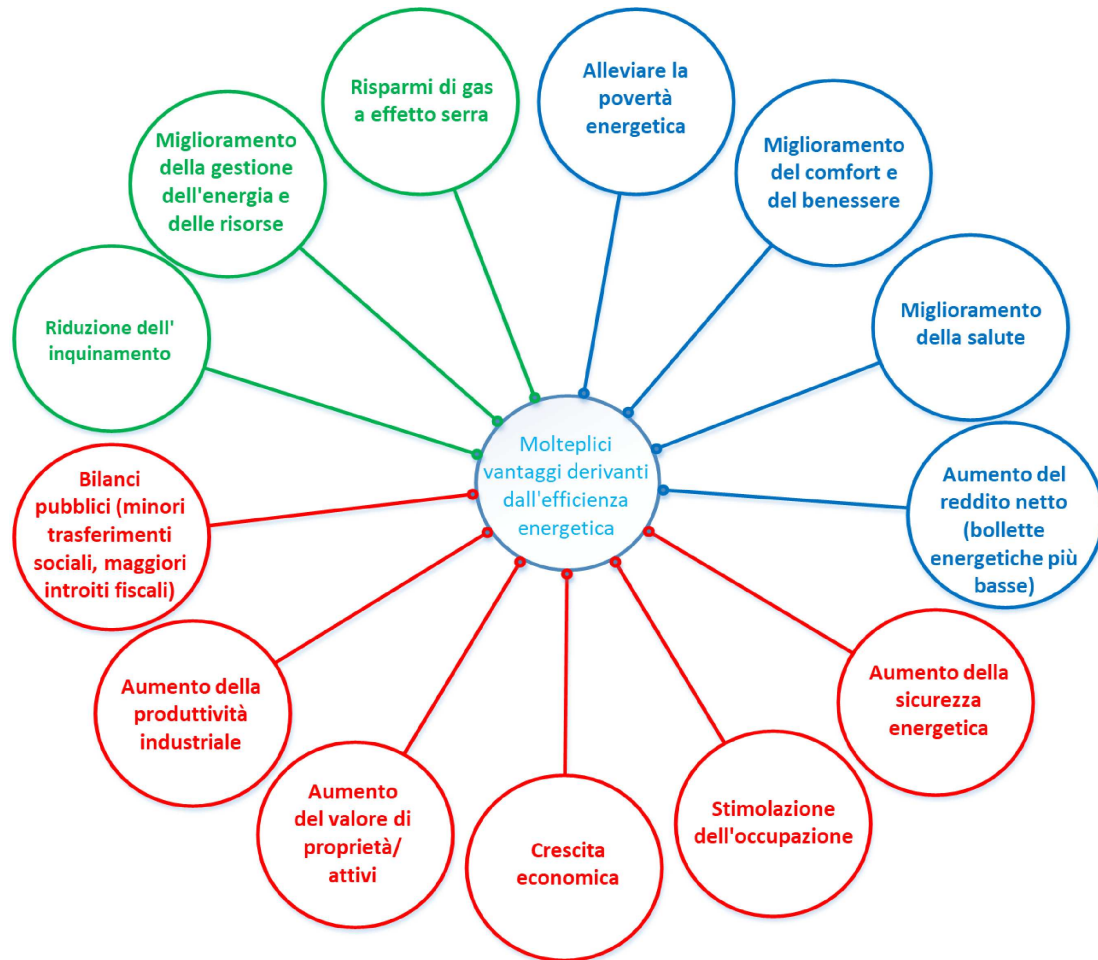 Risparmi di gas
a effetto serra
Alleviare la
povertà
energetica
Miglioramento
della gestione
dell'energia e
delle risorse
Miglioramento
del comfort e
del benessere
Riduzione dell'
inquinamento
Miglioramento
della salute
Molteplici
vantaggi derivanti
dall'efficienza
energetica
Bilanci
pubblici (minori
trasferimenti
sociali, maggiori
introiti fiscali)
Aumento del
reddito netto
(bollette
energetiche più
basse)
Aumento della
produttività
industriale
Aumento della
sicurezza
energetica
Aumento
del valore di
proprietà/
attivi
Crescita
economica
Stimolazione
dell'occupazione